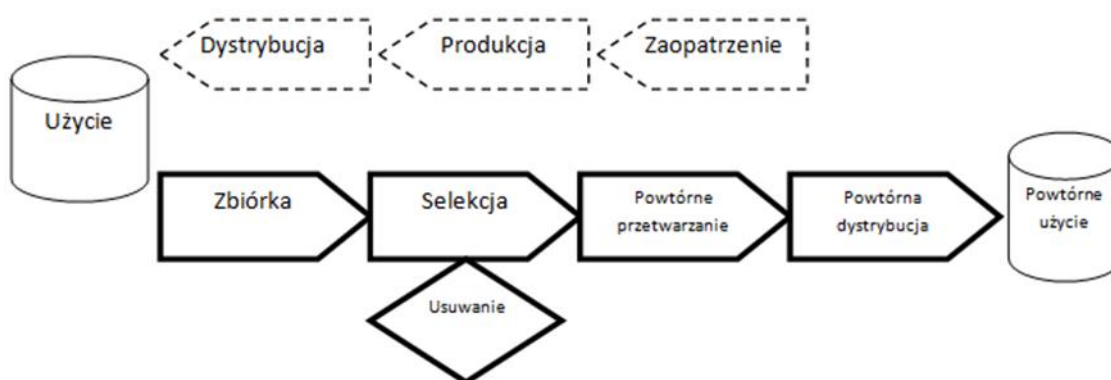 Dystrybucja
Produkcja
Zaopatrzenie
Użycie
Zbiórka
Selekcja
Powtórne
przetwarzanie
Powtórna
dystrybucja
Powtórne
użycie
Usuwanie